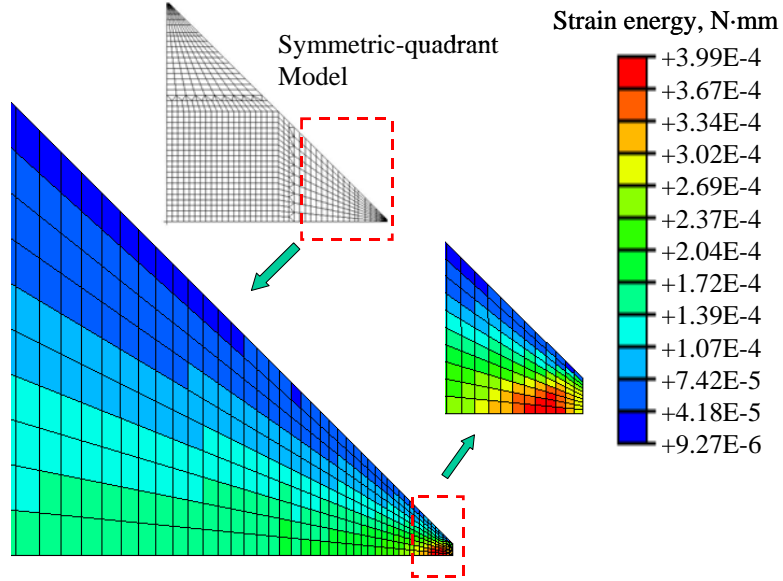 Strain energy, N·mm
Symmetric-quadrant
Model
+3.99E-4
+3.67E-4
+3.34E-4
+3.02E-4
+2.69E-4
+2.37E-4
+2.04E-4
+1.72E-4
+1.39E-4
+1.07E-4
+7.42E-5
+4.18E-5
+9.27E-6